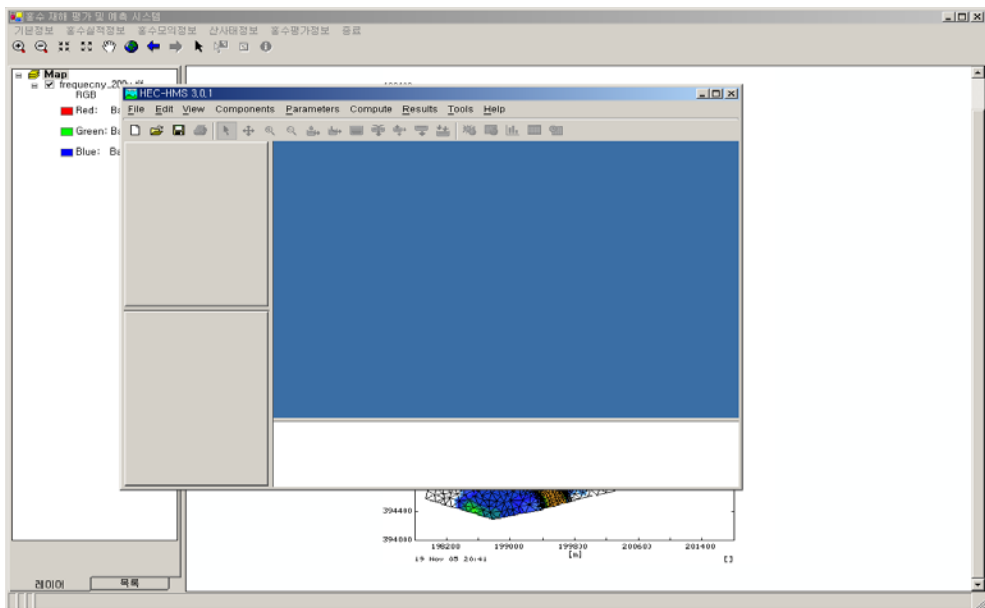 홍수 재해 평가 및 예측 시스템
기본정보 홍수실적정보 홍수모의정보 산사태정보 홍수평가정보 종료
Map
RGB
Red:
Green:
Blue:
HEC-HMS 3.0.1
File Edit View Components Parameters Compute Results Tools Help
394400
394000
198200 199000 199800 200600 201400
[m]
19 Nov 05 20:41
레이어 목록